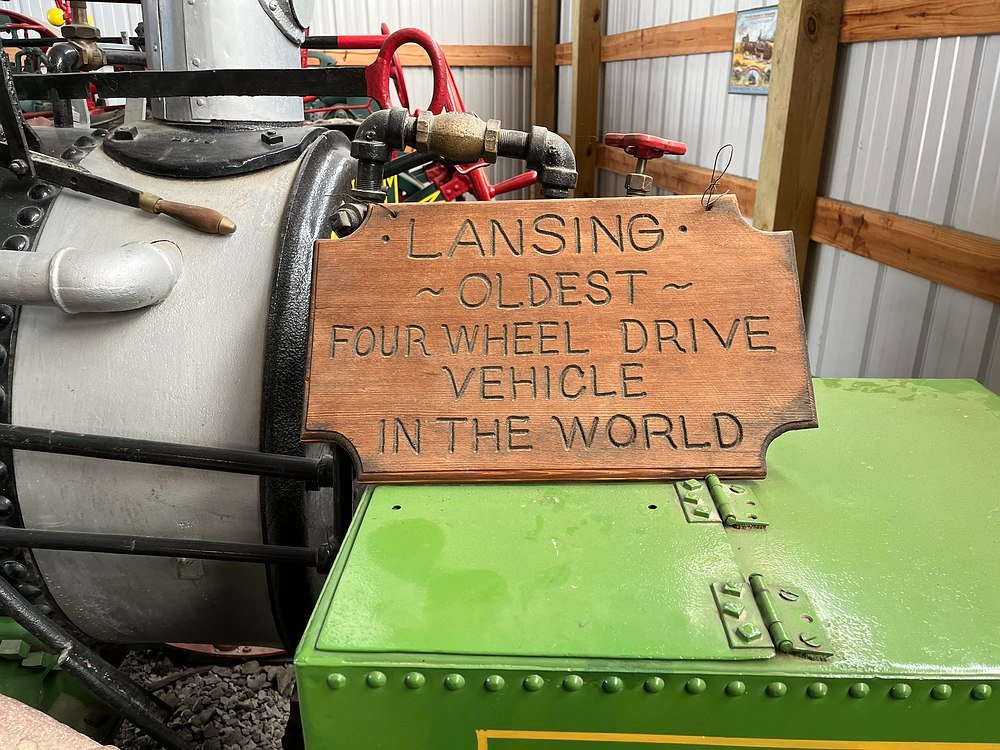 · LANSING ·
~ OLDEST ~
FOUR WHEEL DRIVE
VEHICLE
IN THE WORLD